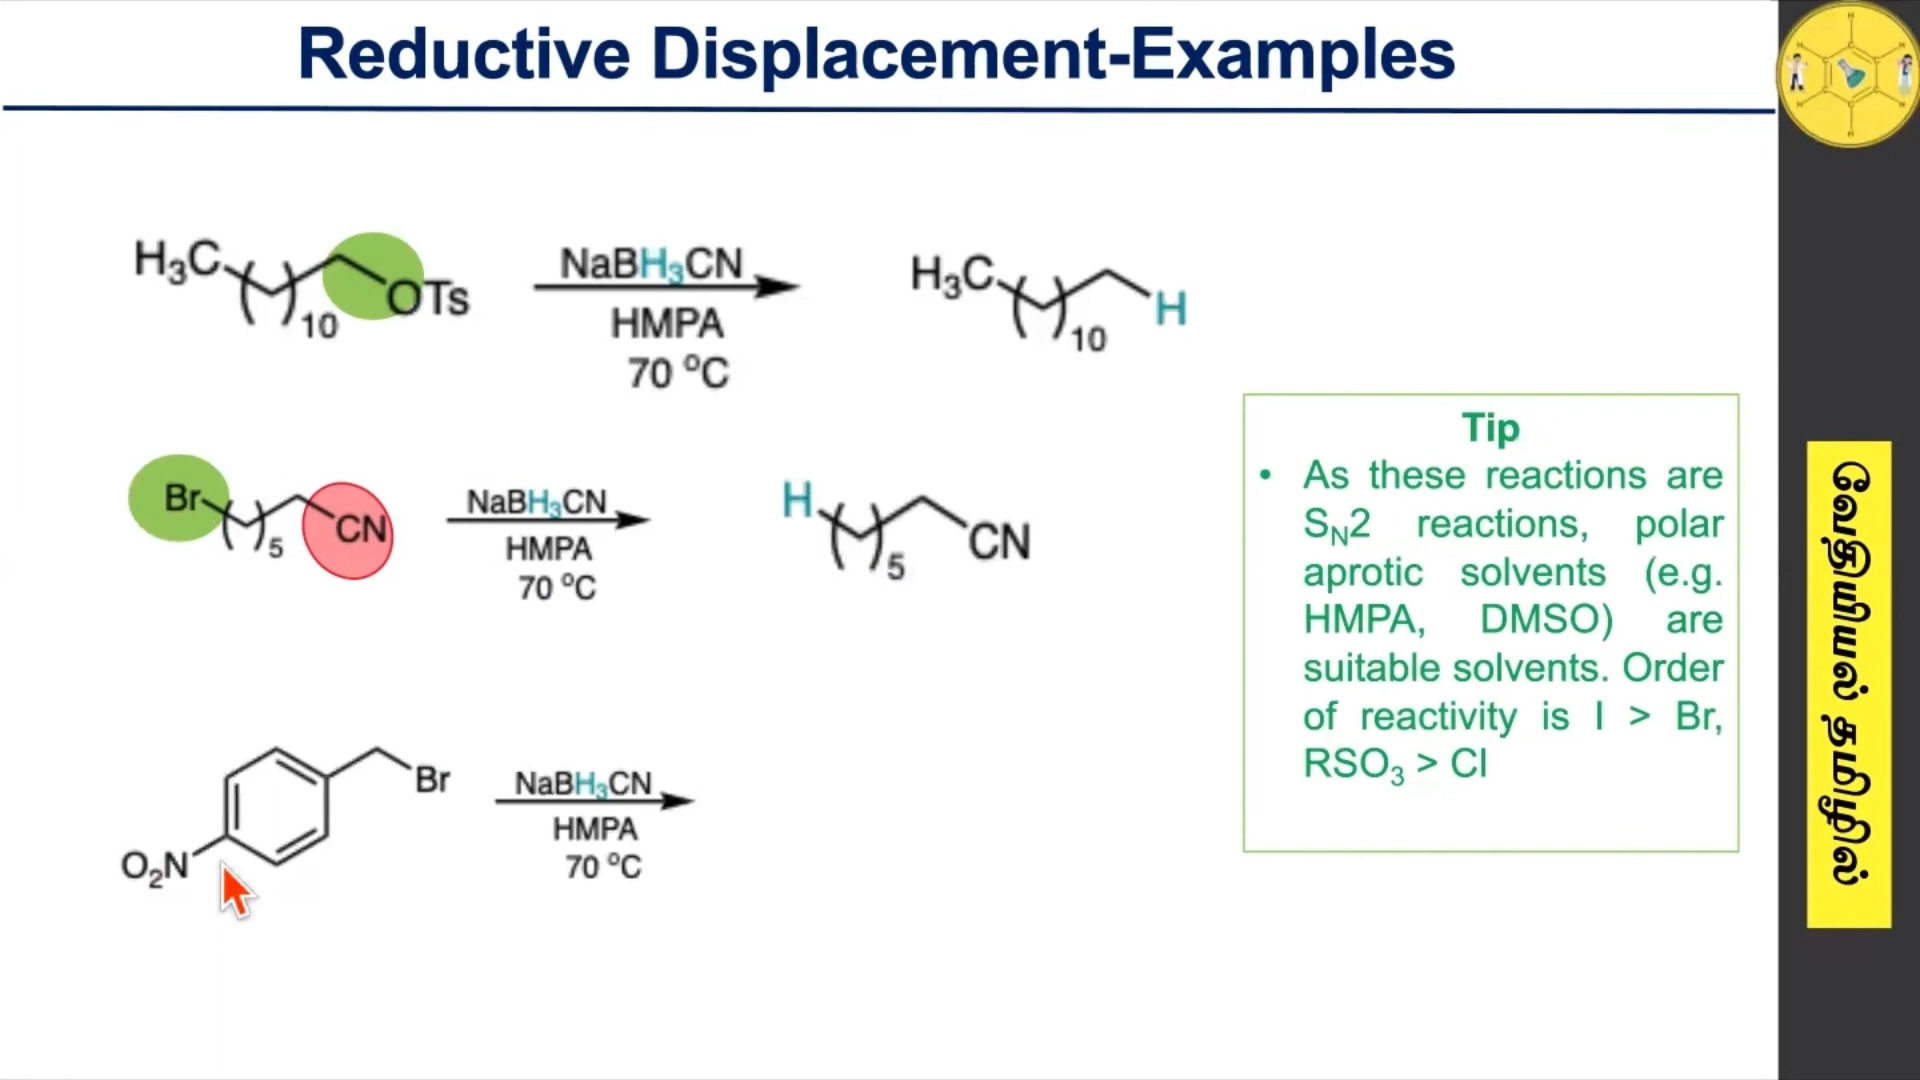 Reductive Displacement-Examples
H₃C ( )₁₀ OTs
NaBH₃CN
HMPA
70 °C
H₃C ( )₁₀ H
Br ( )₅ CN
NaBH₃CN
HMPA
70 °C
H ( )₅ CN
Br
O₂N
NaBH₃CN
HMPA
70 °C
Tip
• As these reactions are
SN2 reactions, polar
aprotic solvents (e.g.
HMPA, DMSO) are
suitable solvents. Order
of reactivity is I > Br,
RSO₃ > Cl
வேதியியல் தமிழில்